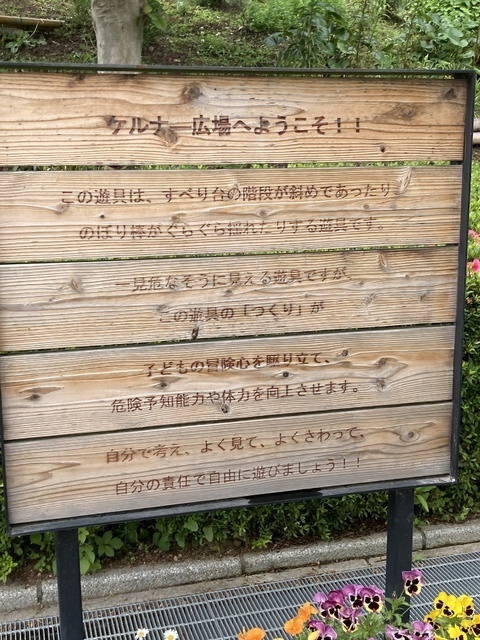 ケルナー広場へようこそ！！
この遊具は、すべり台の階段が斜めであったり
のぼり棒がぐらぐら揺れたりする遊具です。
一見危なそうに見える遊具ですが、
この遊具の「つくり」が
子どもの冒険心を駆り立て、
危険予知能力や体力を向上させます。
自分で考え、よく見て、よくさわって、
自分の責任で自由に遊びましょう！！